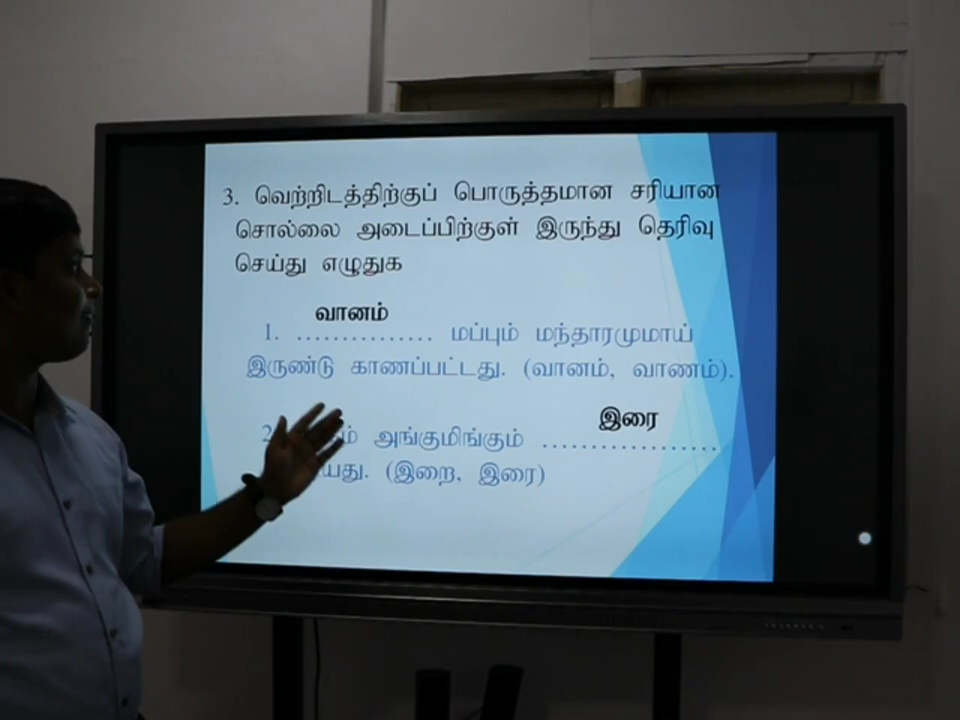 3. வெற்றிடத்திற்குப் பொருத்தமான சரியான
சொல்லை அடைப்பிற்குள் இருந்து தெரிவு
செய்து எழுதுக
வானம்
1. ............... மப்பும் மந்தாரமுமாய்
இருண்டு காணப்பட்டது. (வானம், வாணம்).
இரை
2. அங்குமிங்கும் ..................
(இறை, இரை)